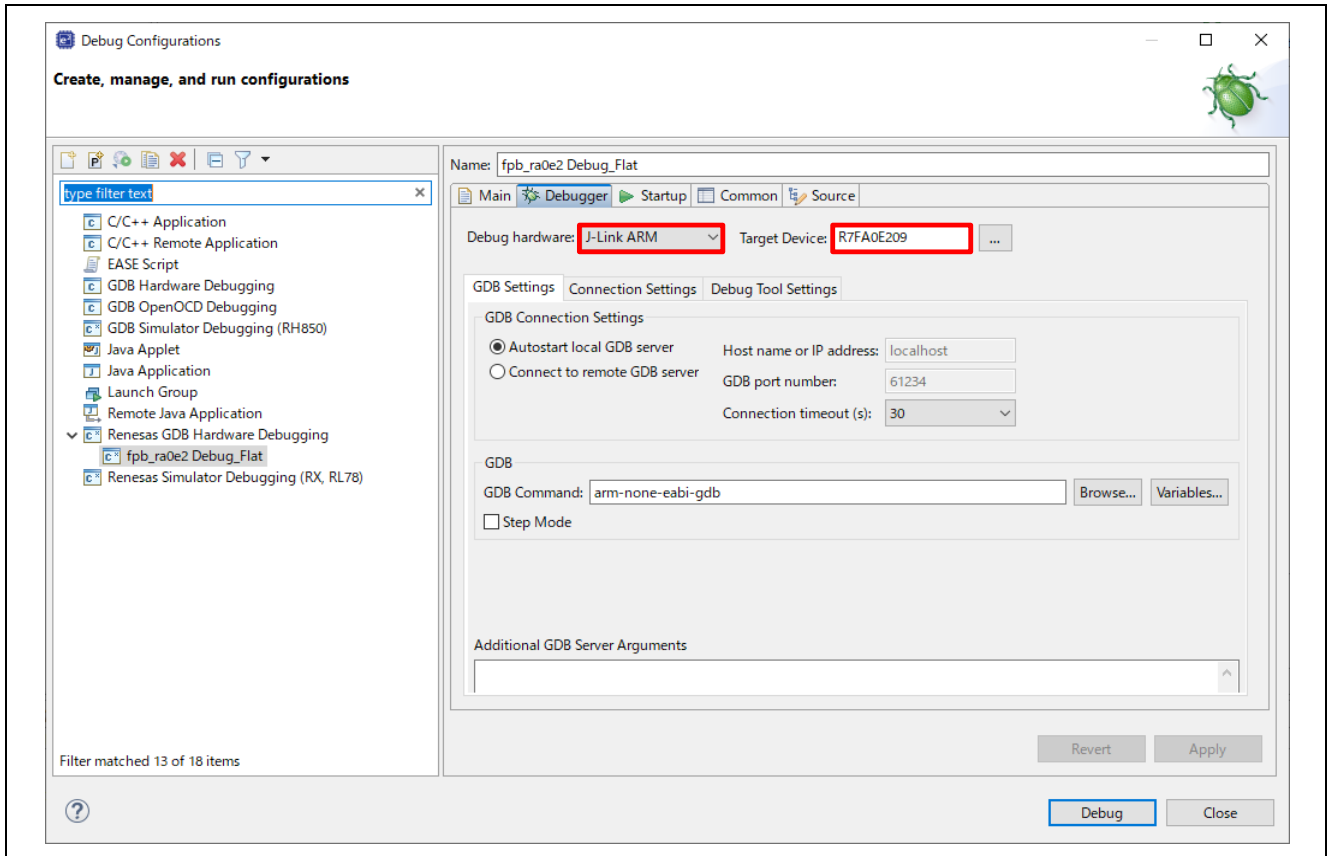 Debug Configurations
Create, manage, and run configurations
type filter text
C/C++ Application
C/C++ Remote Application
EASE Script
GDB Hardware Debugging
GDB OpenOCD Debugging
GDB Simulator Debugging (RH850)
Java Applet
Java Application
Launch Group
Remote Java Application
Renesas GDB Hardware Debugging
fpb_ra0e2 Debug_Flat
Renesas Simulator Debugging (RX, RL78)
Filter matched 13 of 18 items
Name: fpb_ra0e2 Debug_Flat
Main Debugger Startup Common Source
Debug hardware: J-Link ARM Target Device: R7FA0E209 ...
GDB Settings Connection Settings Debug Tool Settings
GDB Connection Settings
Autostart local GDB server Host name or IP address: localhost
Connect to remote GDB server GDB port number: 61234
Connection timeout (s): 30
GDB
GDB Command: arm-none-eabi-gdb Browse... Variables...
Step Mode
Additional GDB Server Arguments
Revert Apply
Debug Close